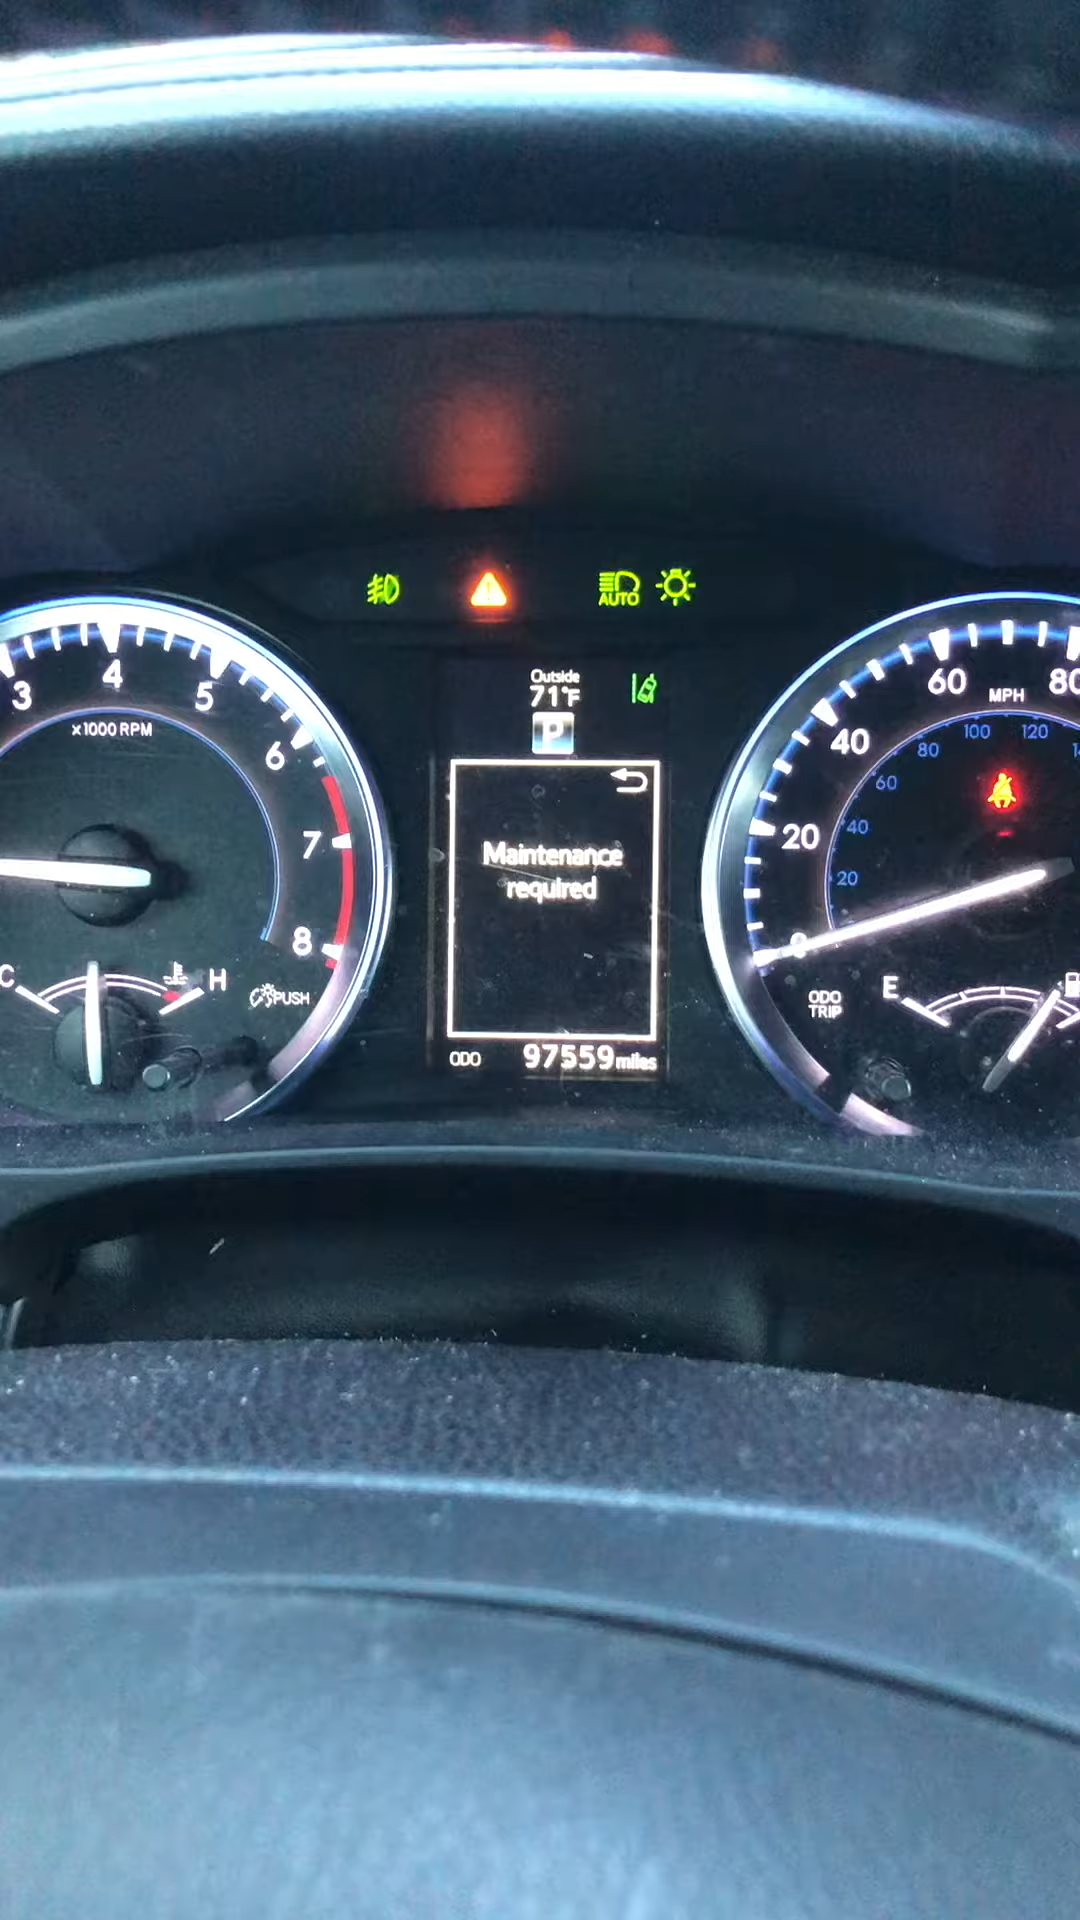 AUTO
Outside
71°F
P
3 4 5 6 7 8
x1000 RPM
C H
PUSH
Maintenance
required
ODO 97559 miles
0 20 40 60 80
MPH
20 40 60 80 100 120
ODO
TRIP
E